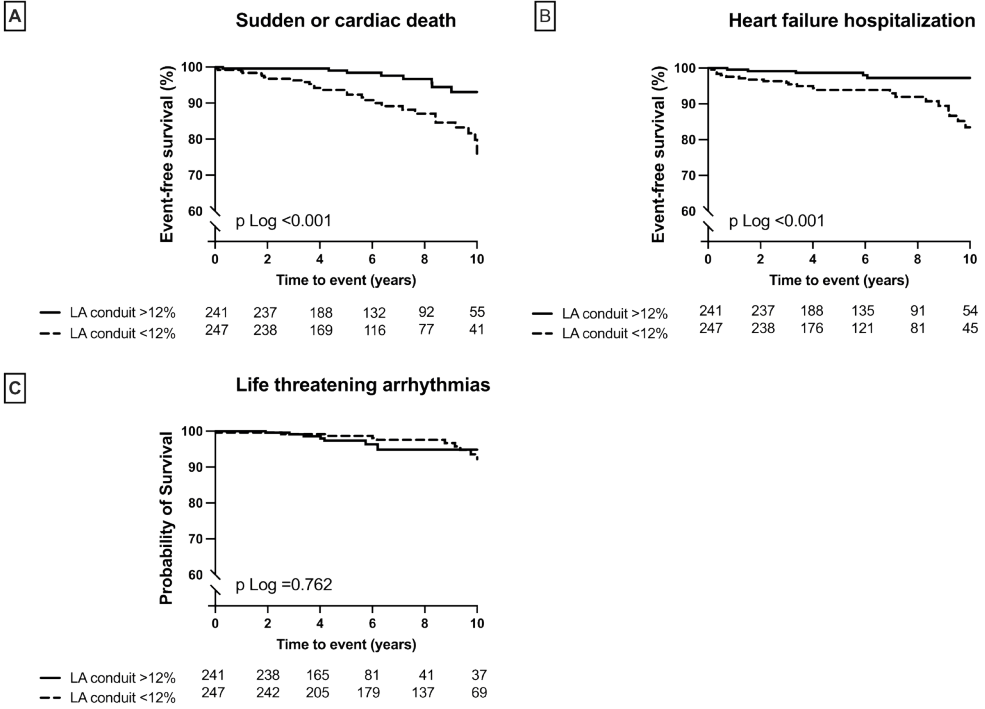 A
Sudden or cardiac death
Event-free survival (%)
100
90
80
70
60
p Log <0.001
0 2 4 6 8 10
Time to event (years)
LA conduit >12% 241 237 188 132 92 55
LA conduit <12% 247 238 169 116 77 41
B
Heart failure hospitalization
Event-free survival (%)
100
90
80
70
60
p Log <0.001
0 2 4 6 8 10
Time to event (years)
LA conduit >12% 241 237 188 135 91 54
LA conduit <12% 247 238 176 121 81 45
C
Life threatening arrhythmias
Probability of Survival
100
90
80
70
60
p Log =0.762
0 2 4 6 8 10
Time to event (years)
LA conduit >12% 241 238 165 81 41 37
LA conduit <12% 247 242 205 179 137 69